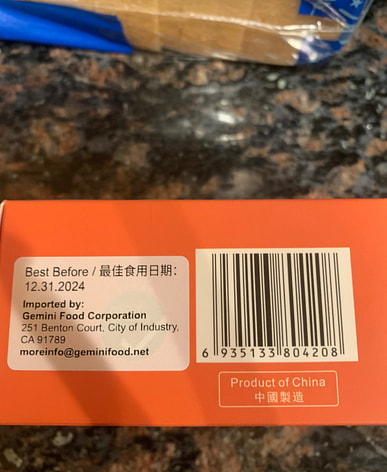 Best Before / 最佳食用日期:
12.31.2024
Imported by:
Gemini Food Corporation
251 Benton Court, City of Industry,
CA 91789
moreinfo@geminifood.net
6 935133 804208
Product of China
中國製造